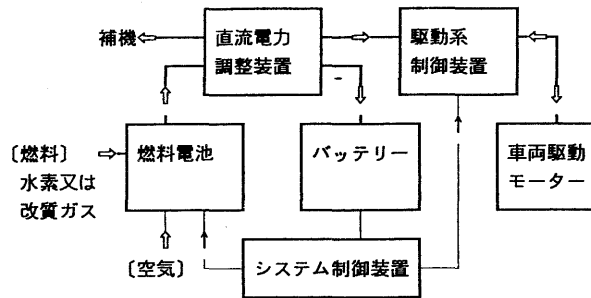 補機
直流電力
調整装置
駆動系
制御装置
〔燃料〕
水素又は
改質ガス
燃料電池
バッテリー
車両駆動
モーター
〔空気〕
システム制御装置